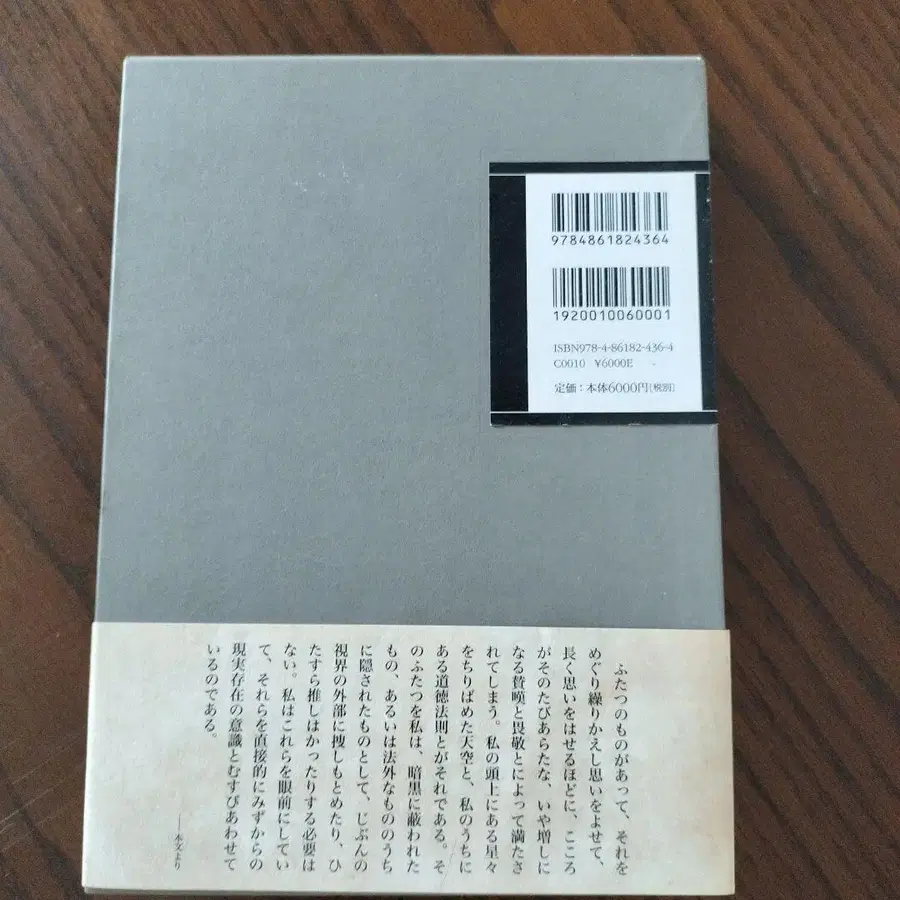 9784861824364
1920010060001
ISBN978-4-86182-436-4
C0010 ¥6000E -
定価：本体6000円[税別]
ふたつのものがあって、それを
めぐり繰りかえし思いをよせて、
長く思いをはせるほどに、こころ
がそのたびあらたな、いや増しに
なる賛嘆と畏敬とによって満たさ
れてしまう。私の頭上にある星々
をちりばめた天空と、私のうちに
ある道徳法則とがそれである。そ
のふたつを私は、暗黒に蔽われた
もの、あるいは法外なもののうち
に隠されたものとして、じぶんの
視界の外部に捜しもとめたり、ひ
たすら推しはかったりする必要は
ない。私はこれらを眼前にしてい
て、それらを直接的にみずからの
現実存在の意識とむすびあわせて
いるのである。
――本文より